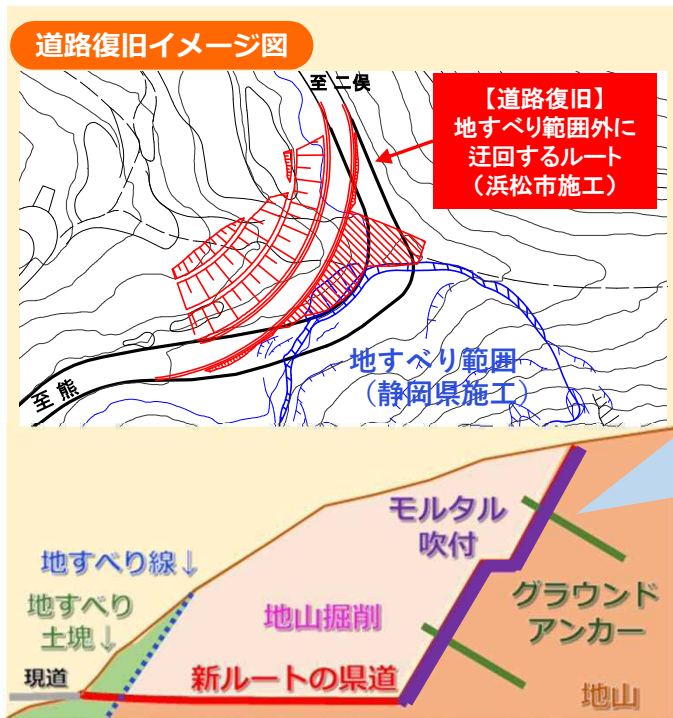 道路復旧イメージ図
至 二俣
【道路復旧】
地すべり範囲外に
迂回するルート
（浜松市施工）
地すべり範囲
（静岡県施工）
至 熊
モルタル
吹付
地すべり線↓
地すべり
土塊↓
グラウンド
アンカー
地山掘削
現道
新ルートの県道
地山